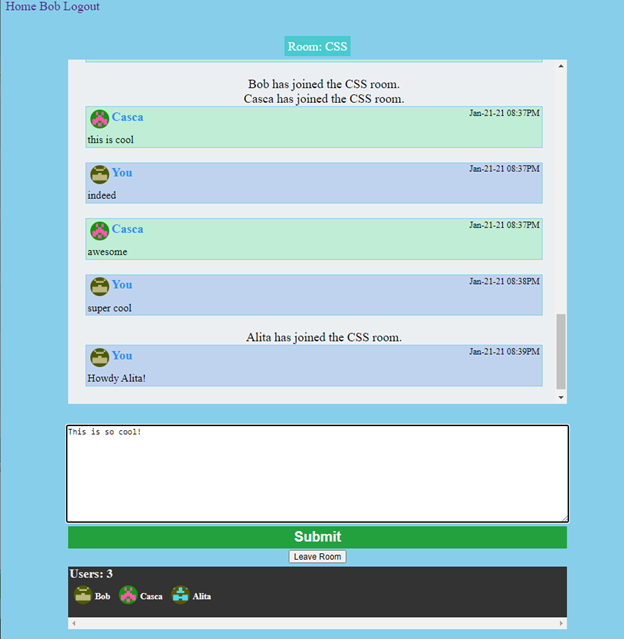 Home Bob Logout
Room: CSS
Bob has joined the CSS room.
Casca has joined the CSS room.
Casca Jan-21-21 08:37PM
this is cool
You Jan-21-21 08:37PM
indeed
Casca Jan-21-21 08:37PM
awesome
You Jan-21-21 08:38PM
super cool
Alita has joined the CSS room.
You Jan-21-21 08:39PM
Howdy Alita!
This is so cool!
Submit
Leave Room
Users: 3
Bob Casca Alita